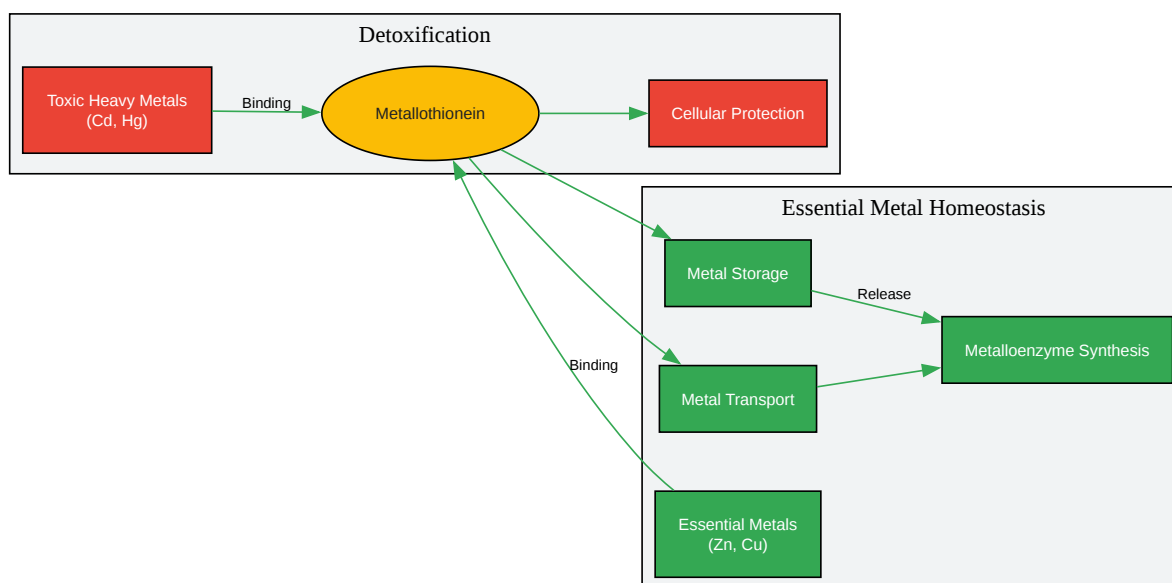 Detoxification
Toxic Heavy Metals
(Cd, Hg)
Binding
Metallothionein
Cellular Protection
Essential Metal Homeostasis
Metal Storage
Release
Metalloenzyme Synthesis
Binding
Metal Transport
Essential Metals
(Zn, Cu)